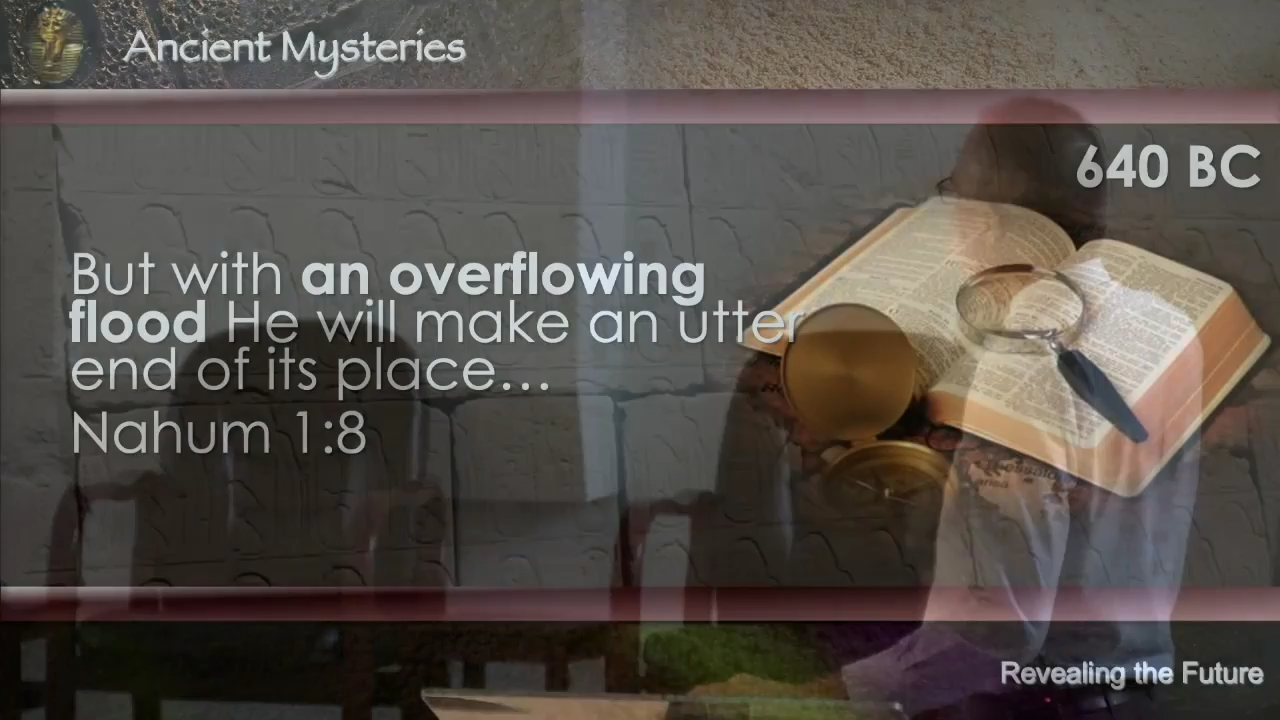 Ancient Mysteries
640 BC
But with an overflowing
flood He will make an utter
end of its place…
Nahum 1:8
Revealing the Future